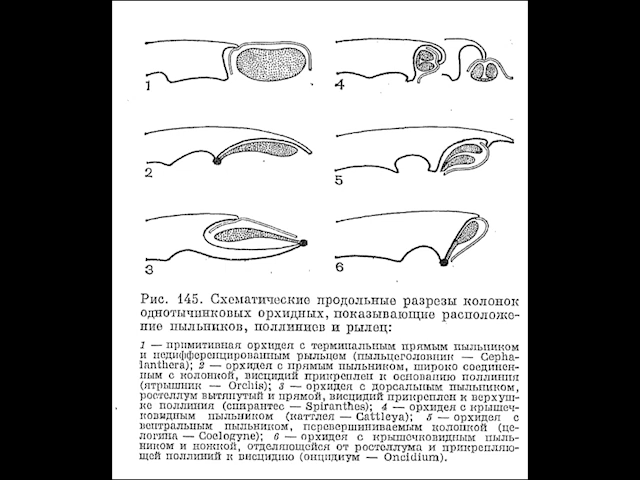 1
4
2
5
3
6
Рис. 145. Схематические продольные разрезы колонок
однотычинковых орхидных, показывающие расположе-
ние пыльников, поллиниев и рылец:
1 — примитивная орхидея с терминальным прямым пыльником
и недифференцированным рыльцем (пыльцеголовник — Cepha-
lanthera); 2 — орхидея с прямым пыльником, широко соединен-
ным с колонкой, висцидий прикреплен к основанию поллиния
(ятрышник — Orchis); 3 — орхидея с дорсальным пыльником,
ростеллум вытянутый и прямой, висцидий прикреплен к верхуш-
ке поллиния (спирантес — Spiranthes); 4 — орхидея с крышеч-
ковидным пыльником (каттлея — Cattleya); 5 — орхидея с
вентральным пыльником, перевершиниваемым колонкой (це-
логина — Coelogyne); 6 — орхидея с крышечковидным пыль-
ником и ножкой, отделяющейся от ростеллума и прикрепляю-
щей поллиний к висцидию (онцидиум — Oncidium).